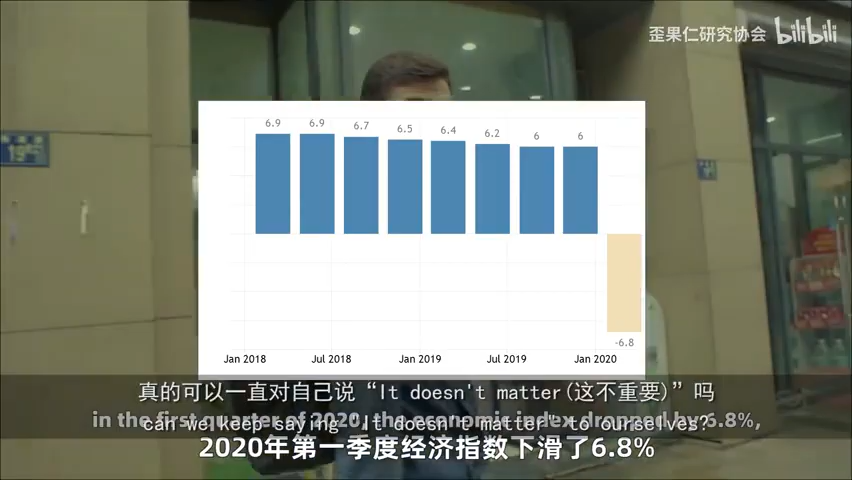 歪果仁研究协会 bilibili
6.9 6.9 6.7 6.5 6.4 6.2 6 6
-6.8
Jan 2018 Jul 2018 Jan 2019 Jul 2019 Jan 2020
真的可以一直对自己说“It doesn't matter(这不重要)”吗
in the first quarter of 2020, the economic index dropped by 6.8%,
can we keep saying "It doesn't matter" to ourselves?
2020年第一季度经济指数下滑了6.8%